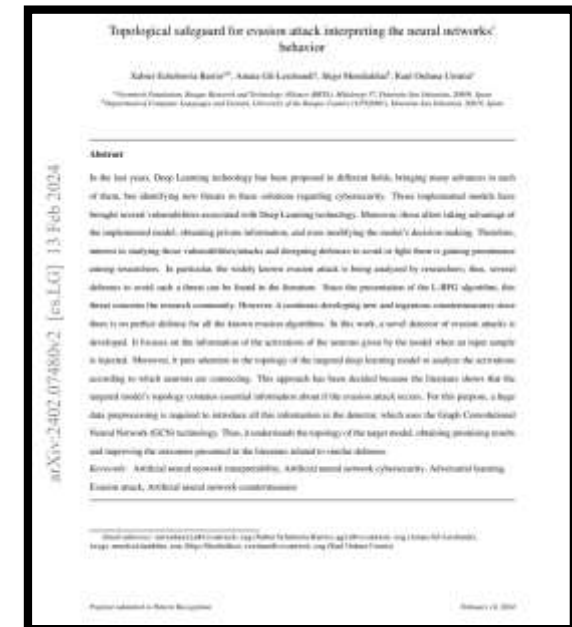 Topological safeguard for evasion attack interpreting the neural networks'
behavior
Xabier Echeberria-Barrio, Amaia Gil-Lerchundi, Iñigo Mendialdua, Raul Orduna-Urrutia
Abstract
In the last years, Deep Learning technology has been proposed in different fields, bringing many advances in each
of them, but identifying new threats in these solutions regarding cybersecurity. Those implemented models have
brought several vulnerabilities associated with Deep Learning technology. Moreover, those allow taking advantage of
the implemented model, obtaining private information, and even modifying the model's decision-making. Therefore,
interest in studying those vulnerabilities/attacks and designing defenses to avoid or fight them is gaining prominence
among researchers. In particular, the widely known evasion attack is being analyzed by researchers; thus, several
defenses to avoid such a threat can be found in the literature. Since the presentation of the L-BFG algorithm, this
threat concerns the research community. However, it continues developing new and ingenious countermeasures since
there is no perfect defense for all the known evasion algorithms. In this work, a novel detector of evasion attacks is
developed. It focuses on the information of the activations of the neurons given by the model when an input sample
is injected. Moreover, it pays attention to the topology of the targeted deep learning model to analyze the activations
according to which neurons are connecting. This approach has been decided because the literature shows that the
targeted model's topology contains essential information about if the evasion attack occurs. For this purpose, a huge
data preprocessing is required to introduce all this information in the detector, which uses the Graph Convolutional
Neural Network (GCN) technology. Thus, it understands the topology of the target model, obtaining promising results
and improving the outcomes presented in the literature related to similar defenses.
Keywords: Artificial neural network interpretability, Artificial neural network cybersecurity, Adversarial learning,
Evasion attack, Artificial neural network countermeasure
Preprint submitted to Pattern Recognition
February 2024
arXiv:2402.07480v2 [cs.LG] 13 Feb 2024